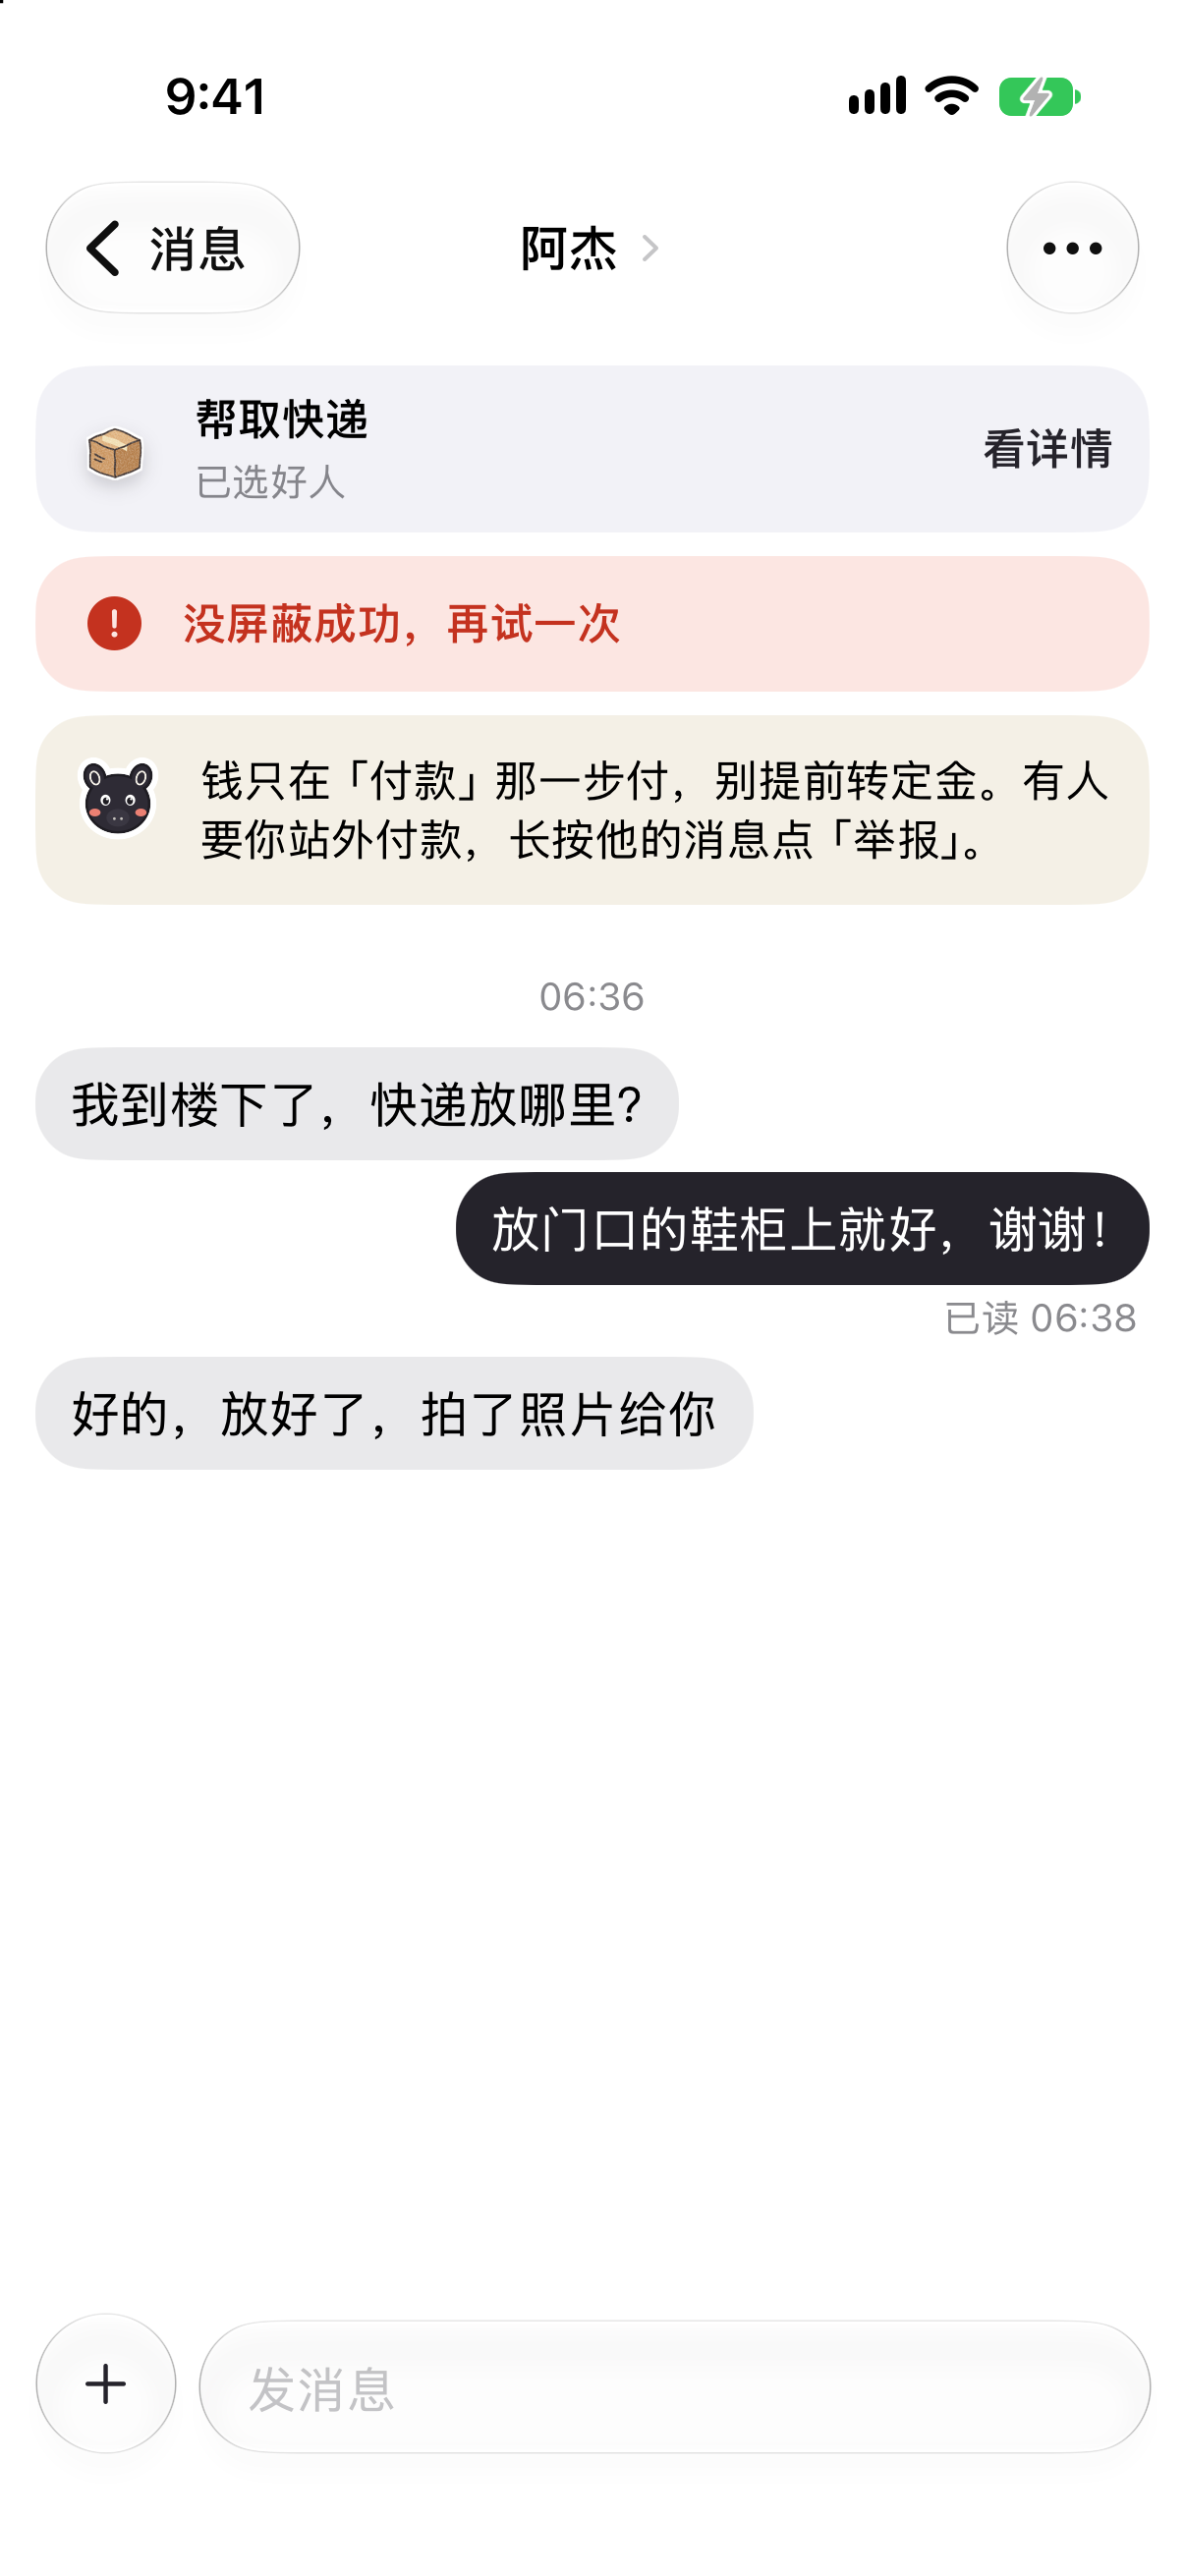 9:41
消息
阿杰
帮取快递
已选好人
看详情
没屏蔽成功，再试一次
钱只在「付款」那一步付，别提前转定金。有人
要你站外付款，长按他的消息点「举报」。
06:36
我到楼下了，快递放哪里?
放门口的鞋柜上就好，谢谢！
已读 06:38
好的，放好了，拍了照片给你
发消息